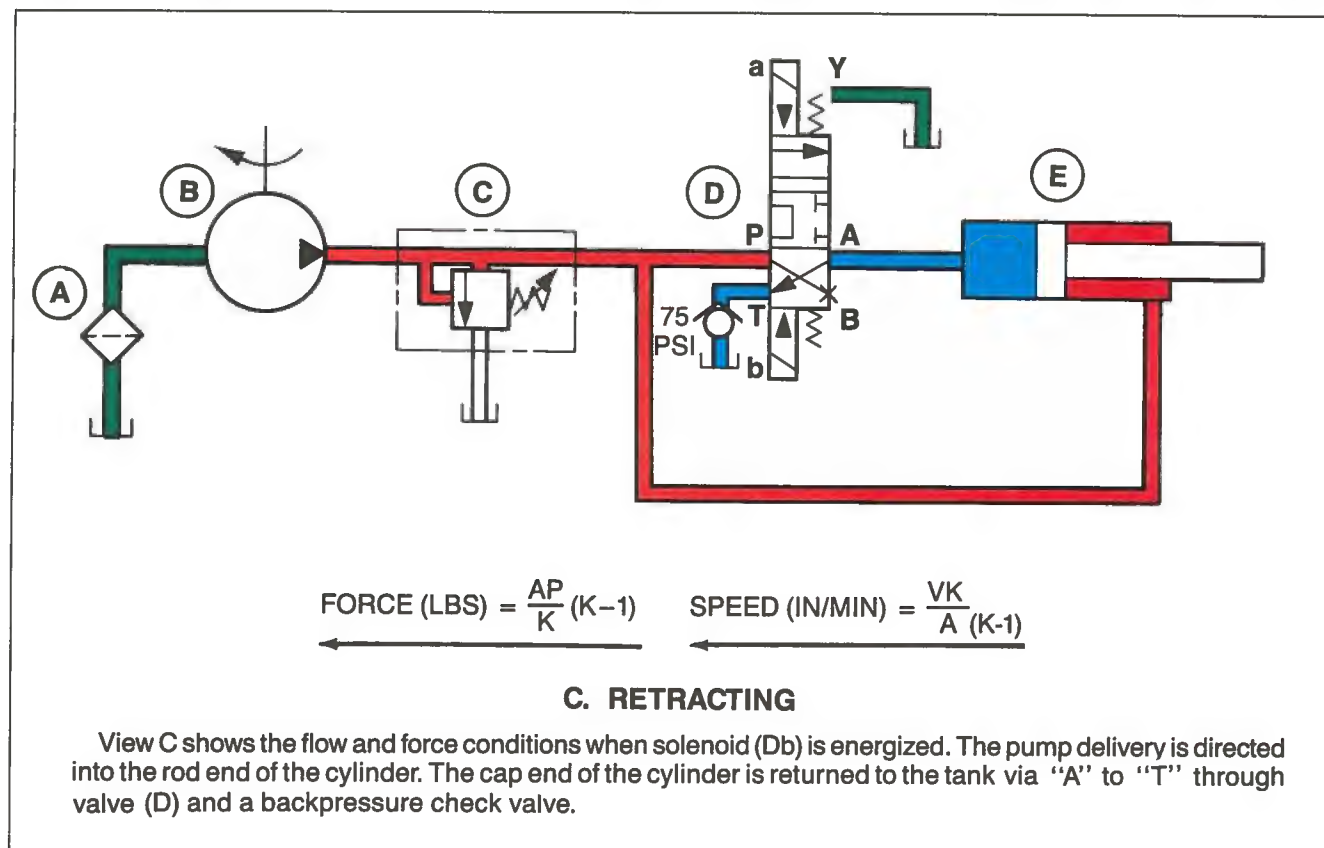 a
Y
B
C
D
E
P
A
A
75
PSI
T
B
b
FORCE (LBS) = AP/K (K−1)
SPEED (IN/MIN) = VK/A (K-1)
C. RETRACTING
View C shows the flow and force conditions when solenoid (Db) is energized. The pump delivery is directed
into the rod end of the cylinder. The cap end of the cylinder is returned to the tank via "A" to "T" through
valve (D) and a backpressure check valve.